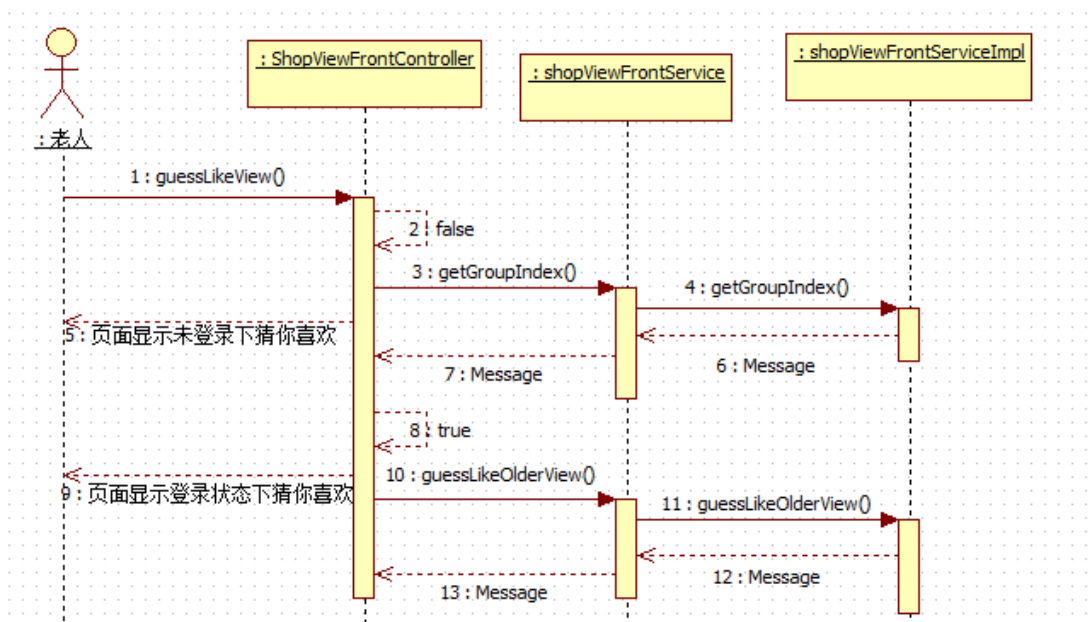 : ShopViewFrontController
: shopViewFrontService
: shopViewFrontServiceImpl
: 老人
1 : guessLikeView()
2 : false
3 : getGroupIndex()
4 : getGroupIndex()
5 : 页面显示未登录下猜你喜欢
6 : Message
7 : Message
8 : true
9 : 页面显示登录状态下猜你喜欢
10 : guessLikeOlderView()
11 : guessLikeOlderView()
12 : Message
13 : Message